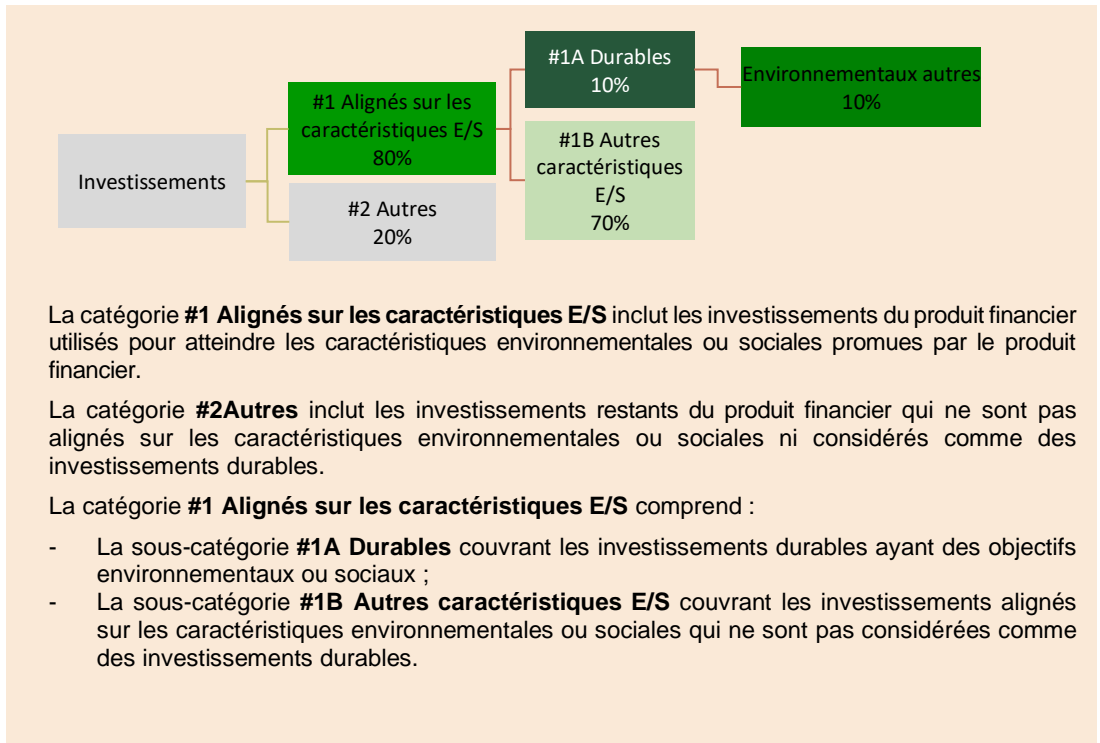 #1A Durables
10%
Environnementaux autres
10%
#1 Alignés sur les
caractéristiques E/S
80%
#1B Autres
caractéristiques
E/S
70%
Investissements
#2 Autres
20%
La catégorie #1 Alignés sur les caractéristiques E/S inclut les investissements du produit financier
utilisés pour atteindre les caractéristiques environnementales ou sociales promues par le produit
financier.
La catégorie #2Autres inclut les investissements restants du produit financier qui ne sont pas
alignés sur les caractéristiques environnementales ou sociales ni considérés comme des
investissements durables.
La catégorie #1 Alignés sur les caractéristiques E/S comprend :
- La sous-catégorie #1A Durables couvrant les investissements durables ayant des objectifs
environnementaux ou sociaux ;
- La sous-catégorie #1B Autres caractéristiques E/S couvrant les investissements alignés
sur les caractéristiques environnementales ou sociales qui ne sont pas considérées comme
des investissements durables.